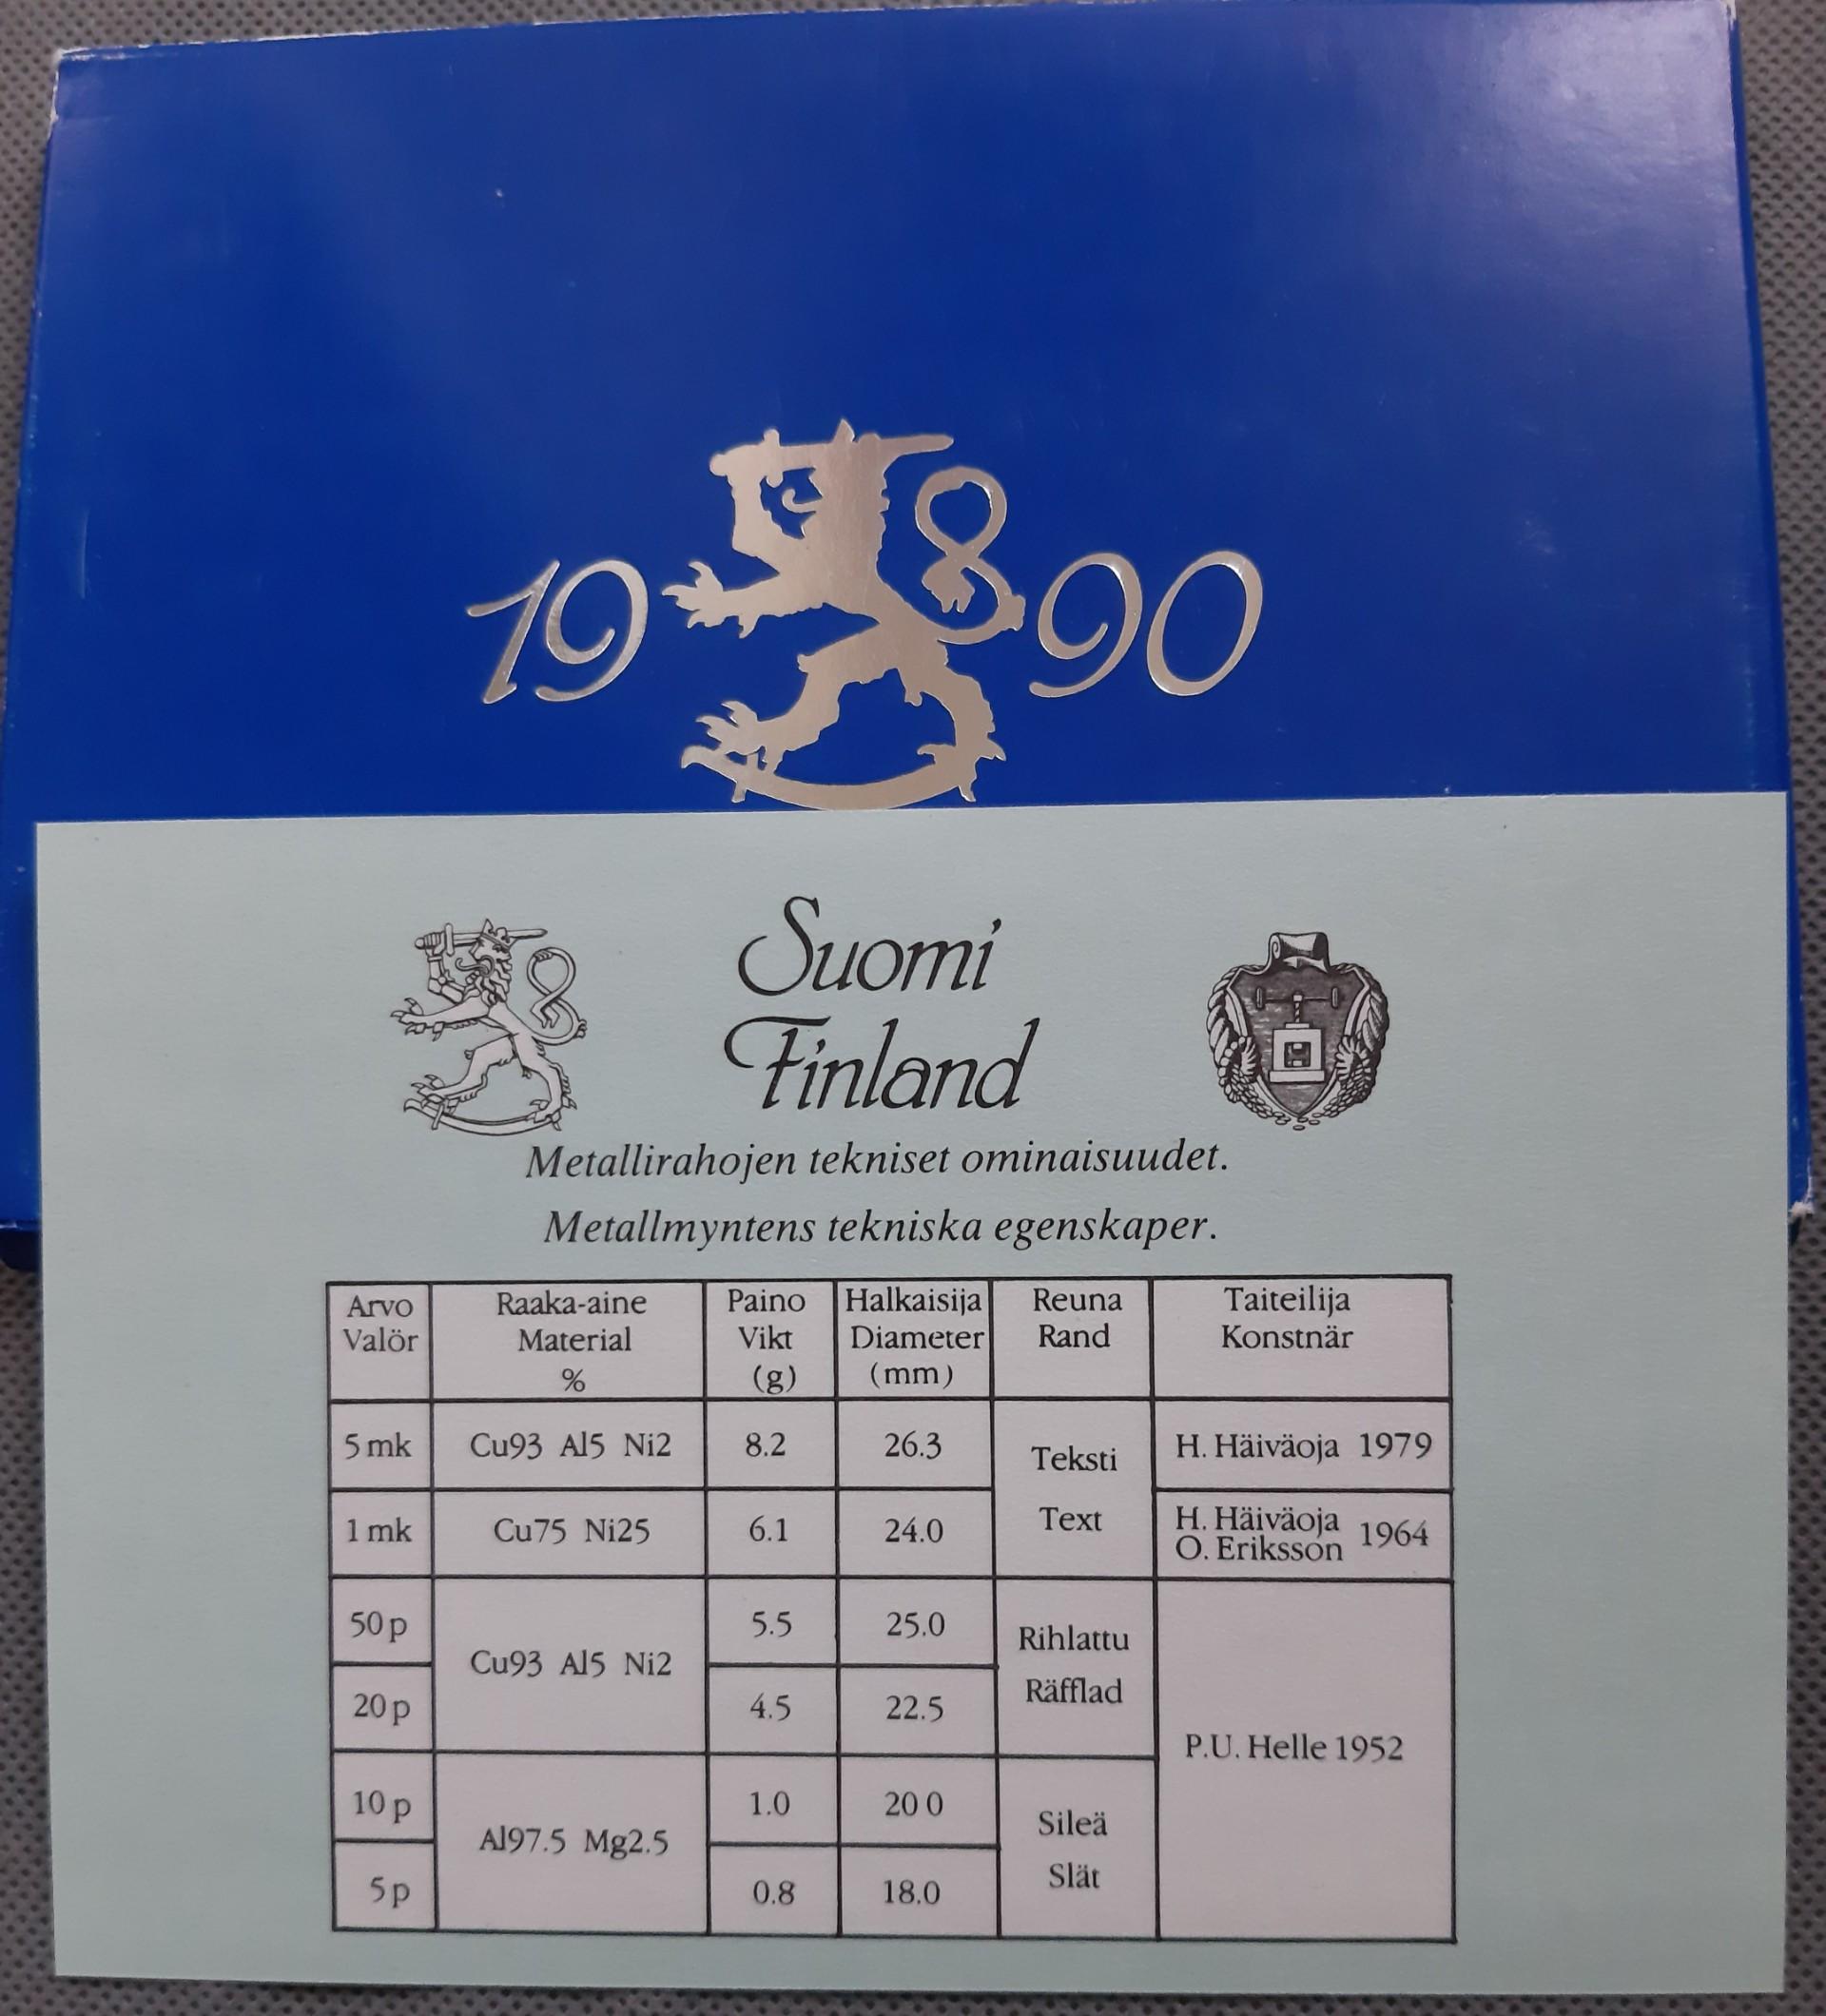 19 90
Suomi
Finland
Metallirahojen tekniset ominaisuudet.
Metallmyntens tekniska egenskaper.
Arvo Raaka-aine Paino Halkaisija Reuna Taiteilija
Valör Material Vikt Diameter Rand Konstnär
% (g) (mm)
5 mk Cu93 Al5 Ni2 8.2 26.3 Teksti H. Häiväoja 1979
1 mk Cu75 Ni25 6.1 24.0 Text H. Häiväoja 1964
O. Eriksson
50 p 5.5 25.0 Rihlattu
Cu93 Al5 Ni2 Räfflad
20 p 4.5 22.5
P.U. Helle 1952
10 p 1.0 20 0 Sileä
Al97.5 Mg2.5 Slät
5 p 0.8 18.0